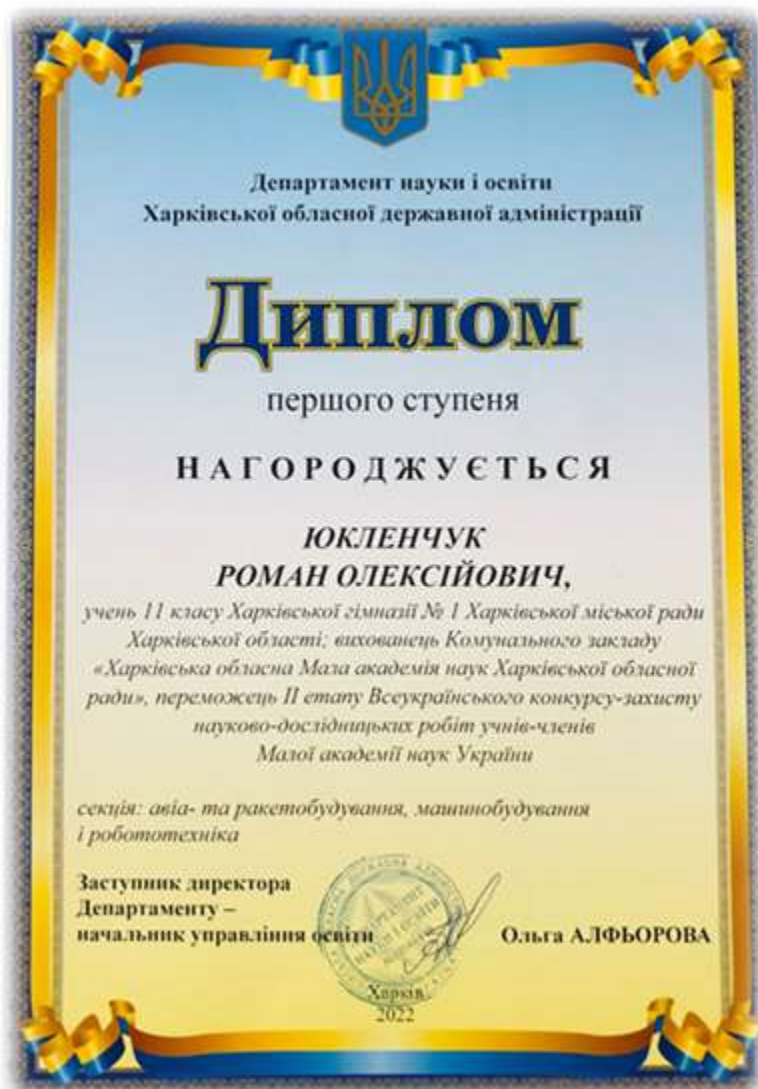 Департамент науки і освіти
Харківської обласної державної адміністрації
Диплом
першого ступеня
НАГОРОДЖУЄТЬСЯ
ЮКЛЕНЧУК
РОМАН ОЛЕКСІЙОВИЧ,
учень 11 класу Харківської гімназії № 1 Харківської міської ради
Харківської області; вихованець Комунального закладу
«Харківська обласна Мала академія наук Харківської обласної
ради», переможець ІІ етапу Всеукраїнського конкурсу-захисту
науково-дослідницьких робіт учнів-членів
Малої академії наук України
секція: авіа- та ракетобудування, машинобудування
і робототехніка
Заступник директора
Департаменту –
начальник управління освіти
Ольга АЛФЬОРОВА
Харків
2022